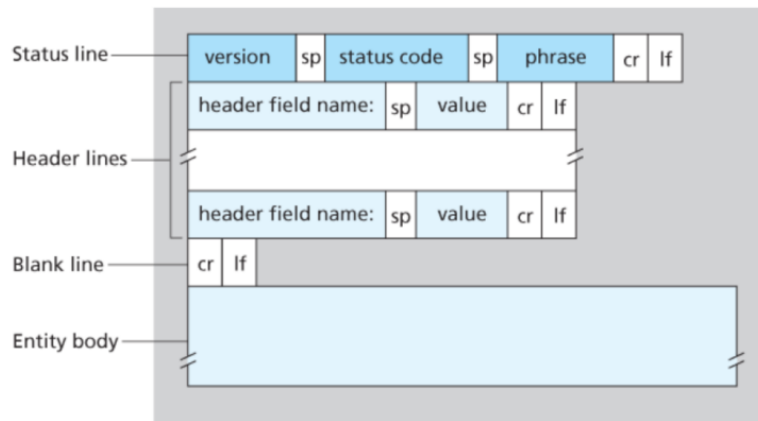 Status line version sp status code sp phrase cr lf
header field name: sp value cr lf
Header lines
header field name: sp value cr lf
Blank line cr lf
Entity body